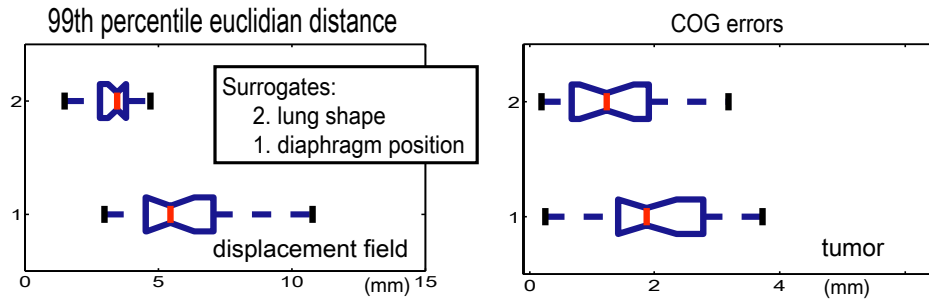 99th percentile euclidian distance
2
1
Surrogates:
2. lung shape
1. diaphragm position
displacement field
0 5 10 15
(mm)
COG errors
2
1
tumor
0 2 4
(mm)